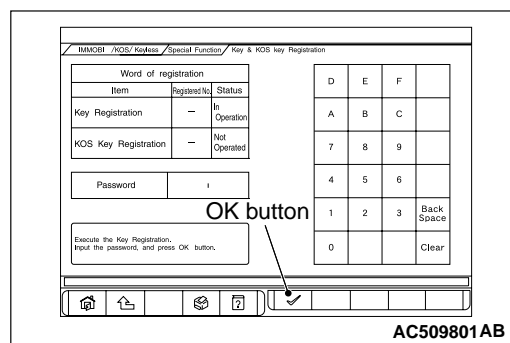 IMMOBI /KOS/ Keyless /Special Function/ Key & KOS key Registration
Word of registration
Item Registered No. Status
Key Registration – In Operation
KOS Key Registration – Not Operated
Password
Execute the Key Registration.
Input the password, and press OK button.
D E F
A B C
7 8 9
4 5 6
1 2 3 Back Space
0 Clear
OK button
?
AC509801AB